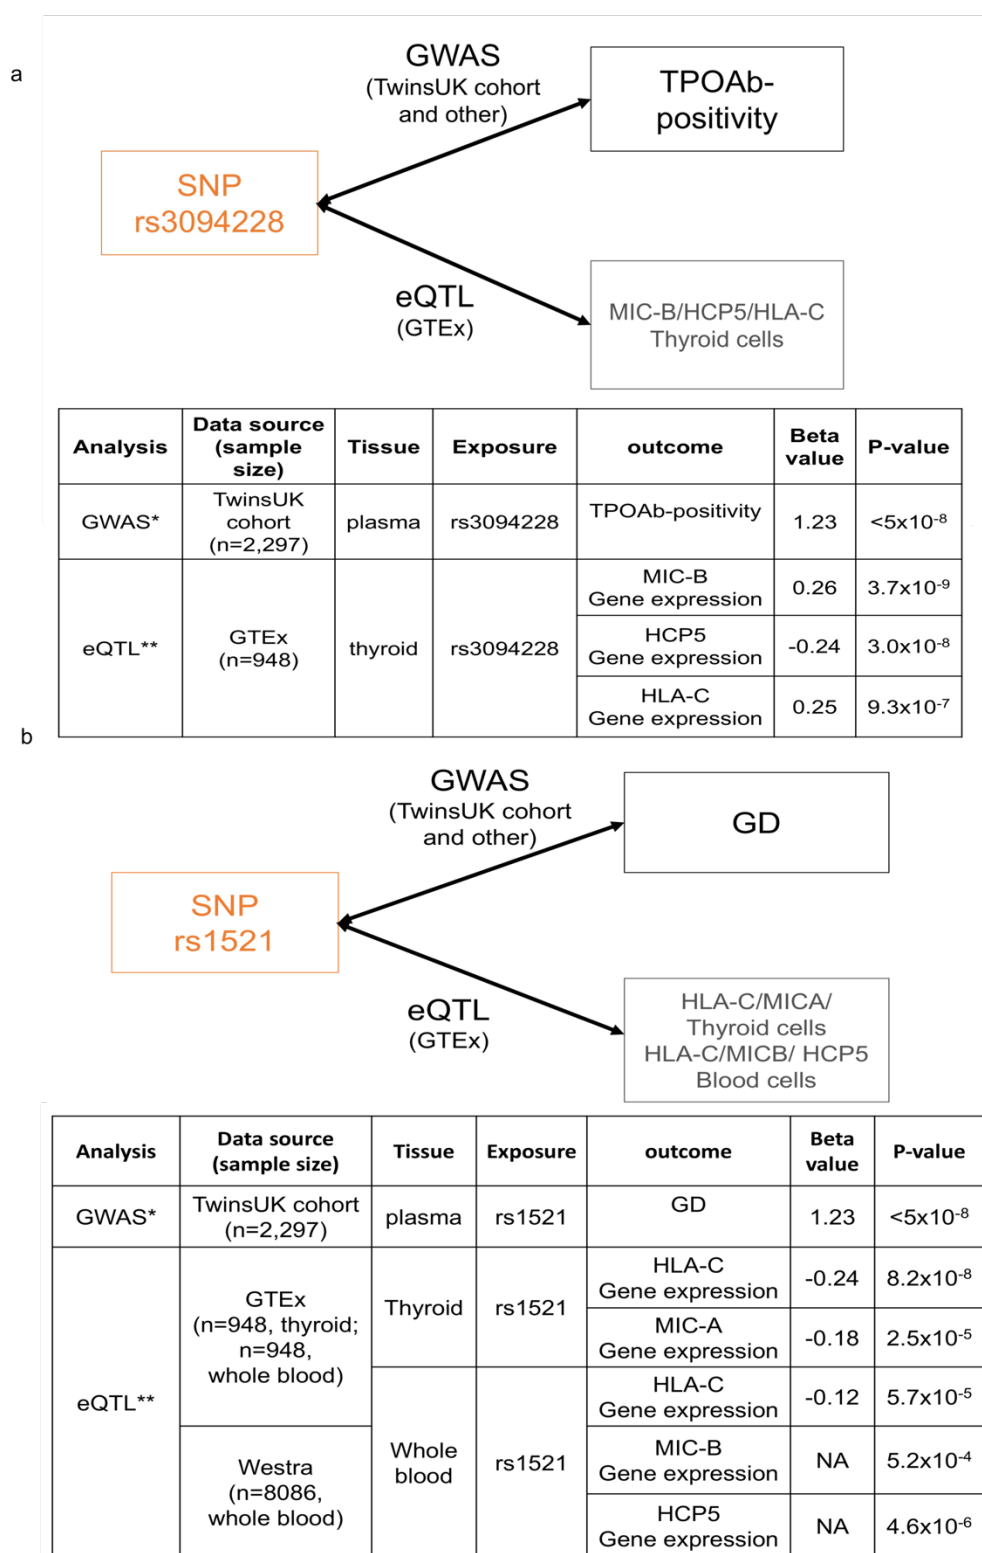 a
GWAS
(TwinsUK cohort
and other)
TPOAb-
positivity
SNP
rs3094228
eQTL
(GTEx)
MIC-B/HCP5/HLA-C
Thyroid cells
Analysis
Data source
(sample
size)
Tissue
Exposure
outcome
Beta
value
P-value
GWAS*
TwinsUK
cohort
(n=2,297)
plasma
rs3094228
TPOAb-positivity
1.23
<5x10⁻⁸
eQTL**
GTEx
(n=948)
thyroid
rs3094228
MIC-B
Gene expression
0.26
3.7x10⁻⁹
HCP5
Gene expression
-0.24
3.0x10⁻⁸
HLA-C
Gene expression
0.25
9.3x10⁻⁷
b
GWAS
(TwinsUK cohort
and other)
GD
SNP
rs1521
eQTL
(GTEx)
HLA-C/MICA/
Thyroid cells
HLA-C/MICB/ HCP5
Blood cells
Analysis
Data source
(sample size)
Tissue
Exposure
outcome
Beta
value
P-value
GWAS*
TwinsUK cohort
(n=2,297)
plasma
rs1521
GD
1.23
<5x10⁻⁸
eQTL**
GTEx
(n=948, thyroid;
n=948,
whole blood)
Thyroid
rs1521
HLA-C
Gene expression
-0.24
8.2x10⁻⁸
MIC-A
Gene expression
-0.18
2.5x10⁻⁵
Whole
blood
rs1521
HLA-C
Gene expression
-0.12
5.7x10⁻⁵
Westra
(n=8086,
whole blood)
MIC-B
Gene expression
NA
5.2x10⁻⁴
HCP5
Gene expression
NA
4.6x10⁻⁶